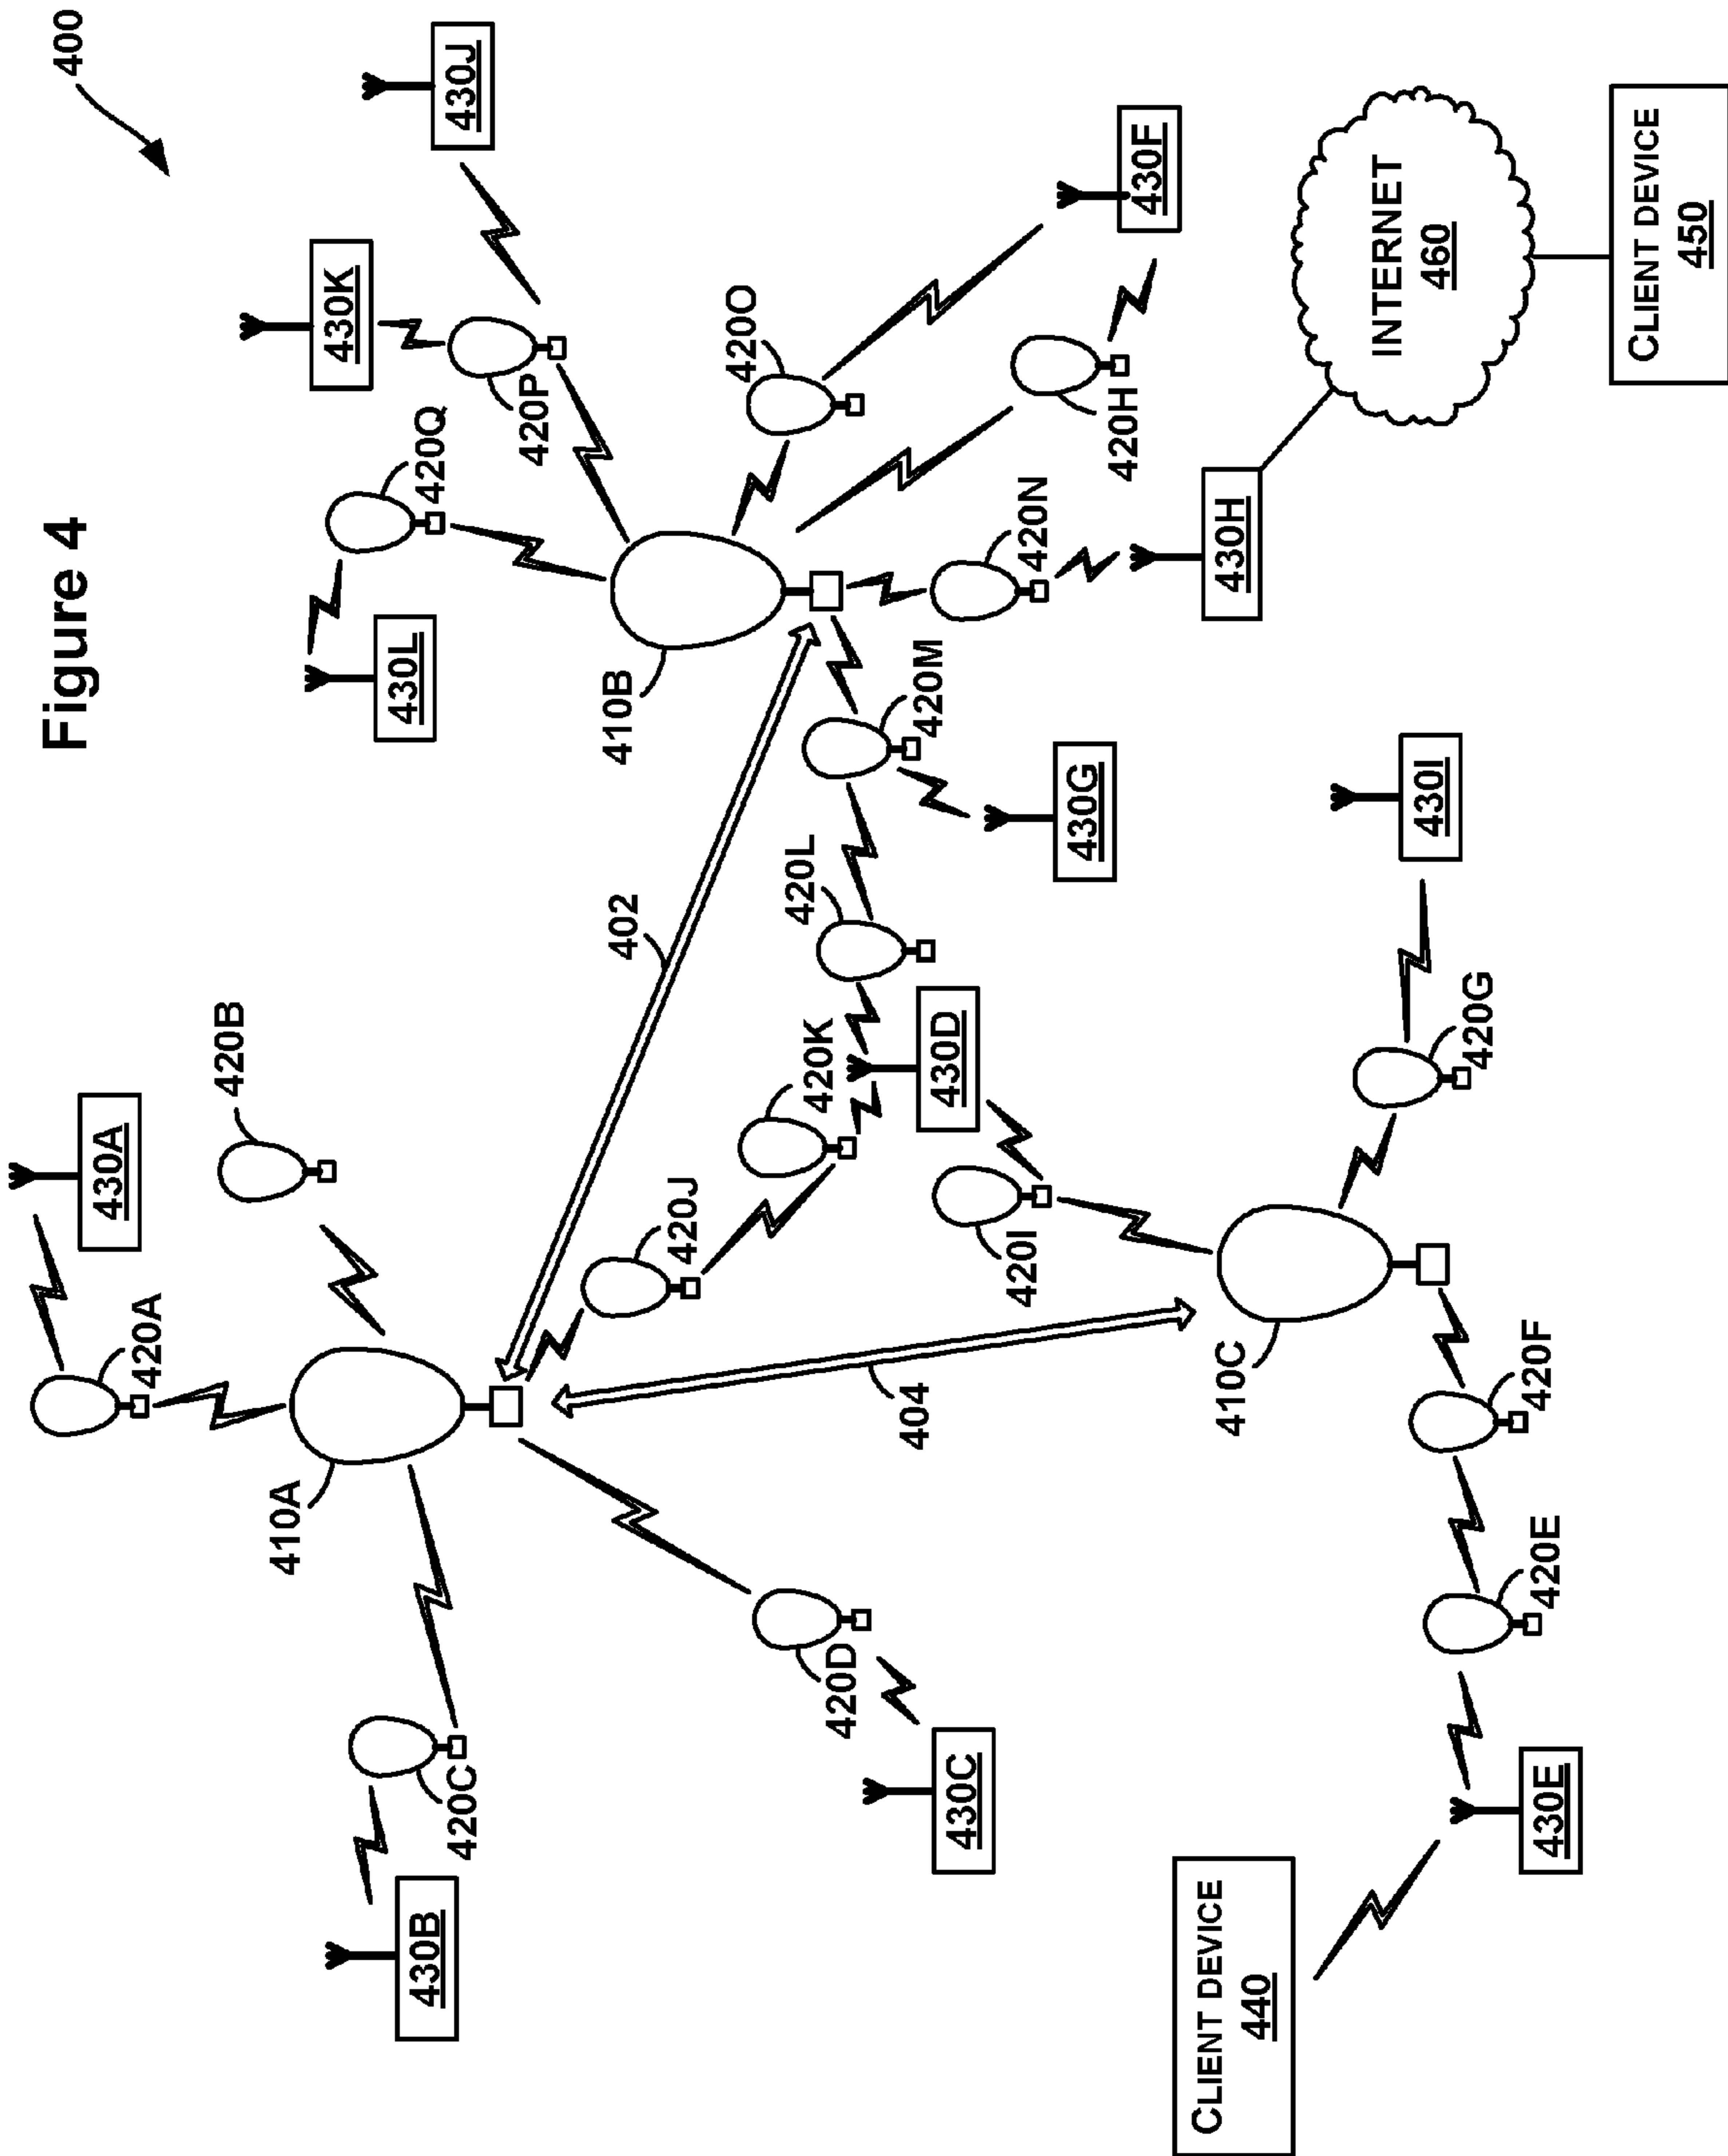 Figure 4
400
430A
420A
420B
410A
430K
430L
430B
420Q
430J
420C
420P
410B
402
420J
420O
420L
420K
420D
404
420M
430D
430C
420I
420N
430G
420H
430F
CLIENT DEVICE
440
410C
430H
INTERNET
460
430I
420G
420F
420E
430E
CLIENT DEVICE
450